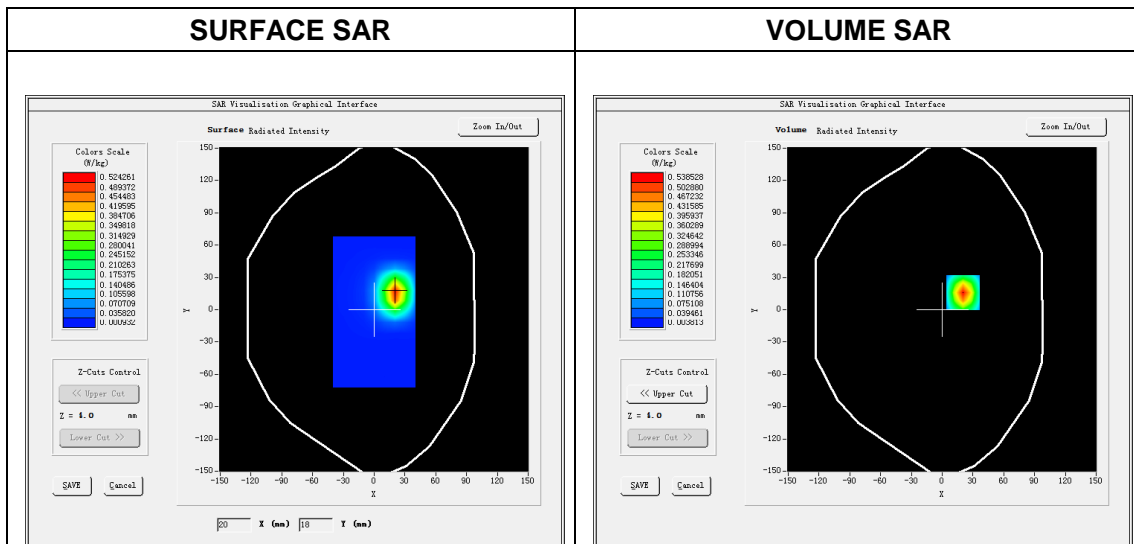 SURFACE SAR
SAR Visualisation Graphical Interface
Surface Radiated Intensity
Zoom In/Out
Colors Scale
(W/kg)
0.524261
0.489372
0.454483
0.419595
0.384706
0.349818
0.314929
0.280041
0.245152
0.210263
0.175375
0.140486
0.105598
0.070709
0.035820
0.000932
Z-Cuts Control
<< Upper Cut
Z = 4.0 mm
Lower Cut >>
SAVE Cancel
150
120
90
60
30
0
-30
-60
-90
-120
-150
Y
-150 -120 -90 -60 -30 0 30 60 90 120 150
X
20 X (mm) 18 Y (mm)
VOLUME SAR
SAR Visualisation Graphical Interface
Volume Radiated Intensity
Zoom In/Out
Colors Scale
(W/kg)
0.538528
0.502880
0.467232
0.431585
0.395937
0.360289
0.324642
0.288994
0.253346
0.217699
0.182051
0.146404
0.110756
0.075108
0.039461
0.003813
Z-Cuts Control
<< Upper Cut
Z = 4.0 mm
Lower Cut >>
SAVE Cancel
150
120
90
60
30
0
-30
-60
-90
-120
-150
Y
-150 -120 -90 -60 -30 0 30 60 90 120 150
X